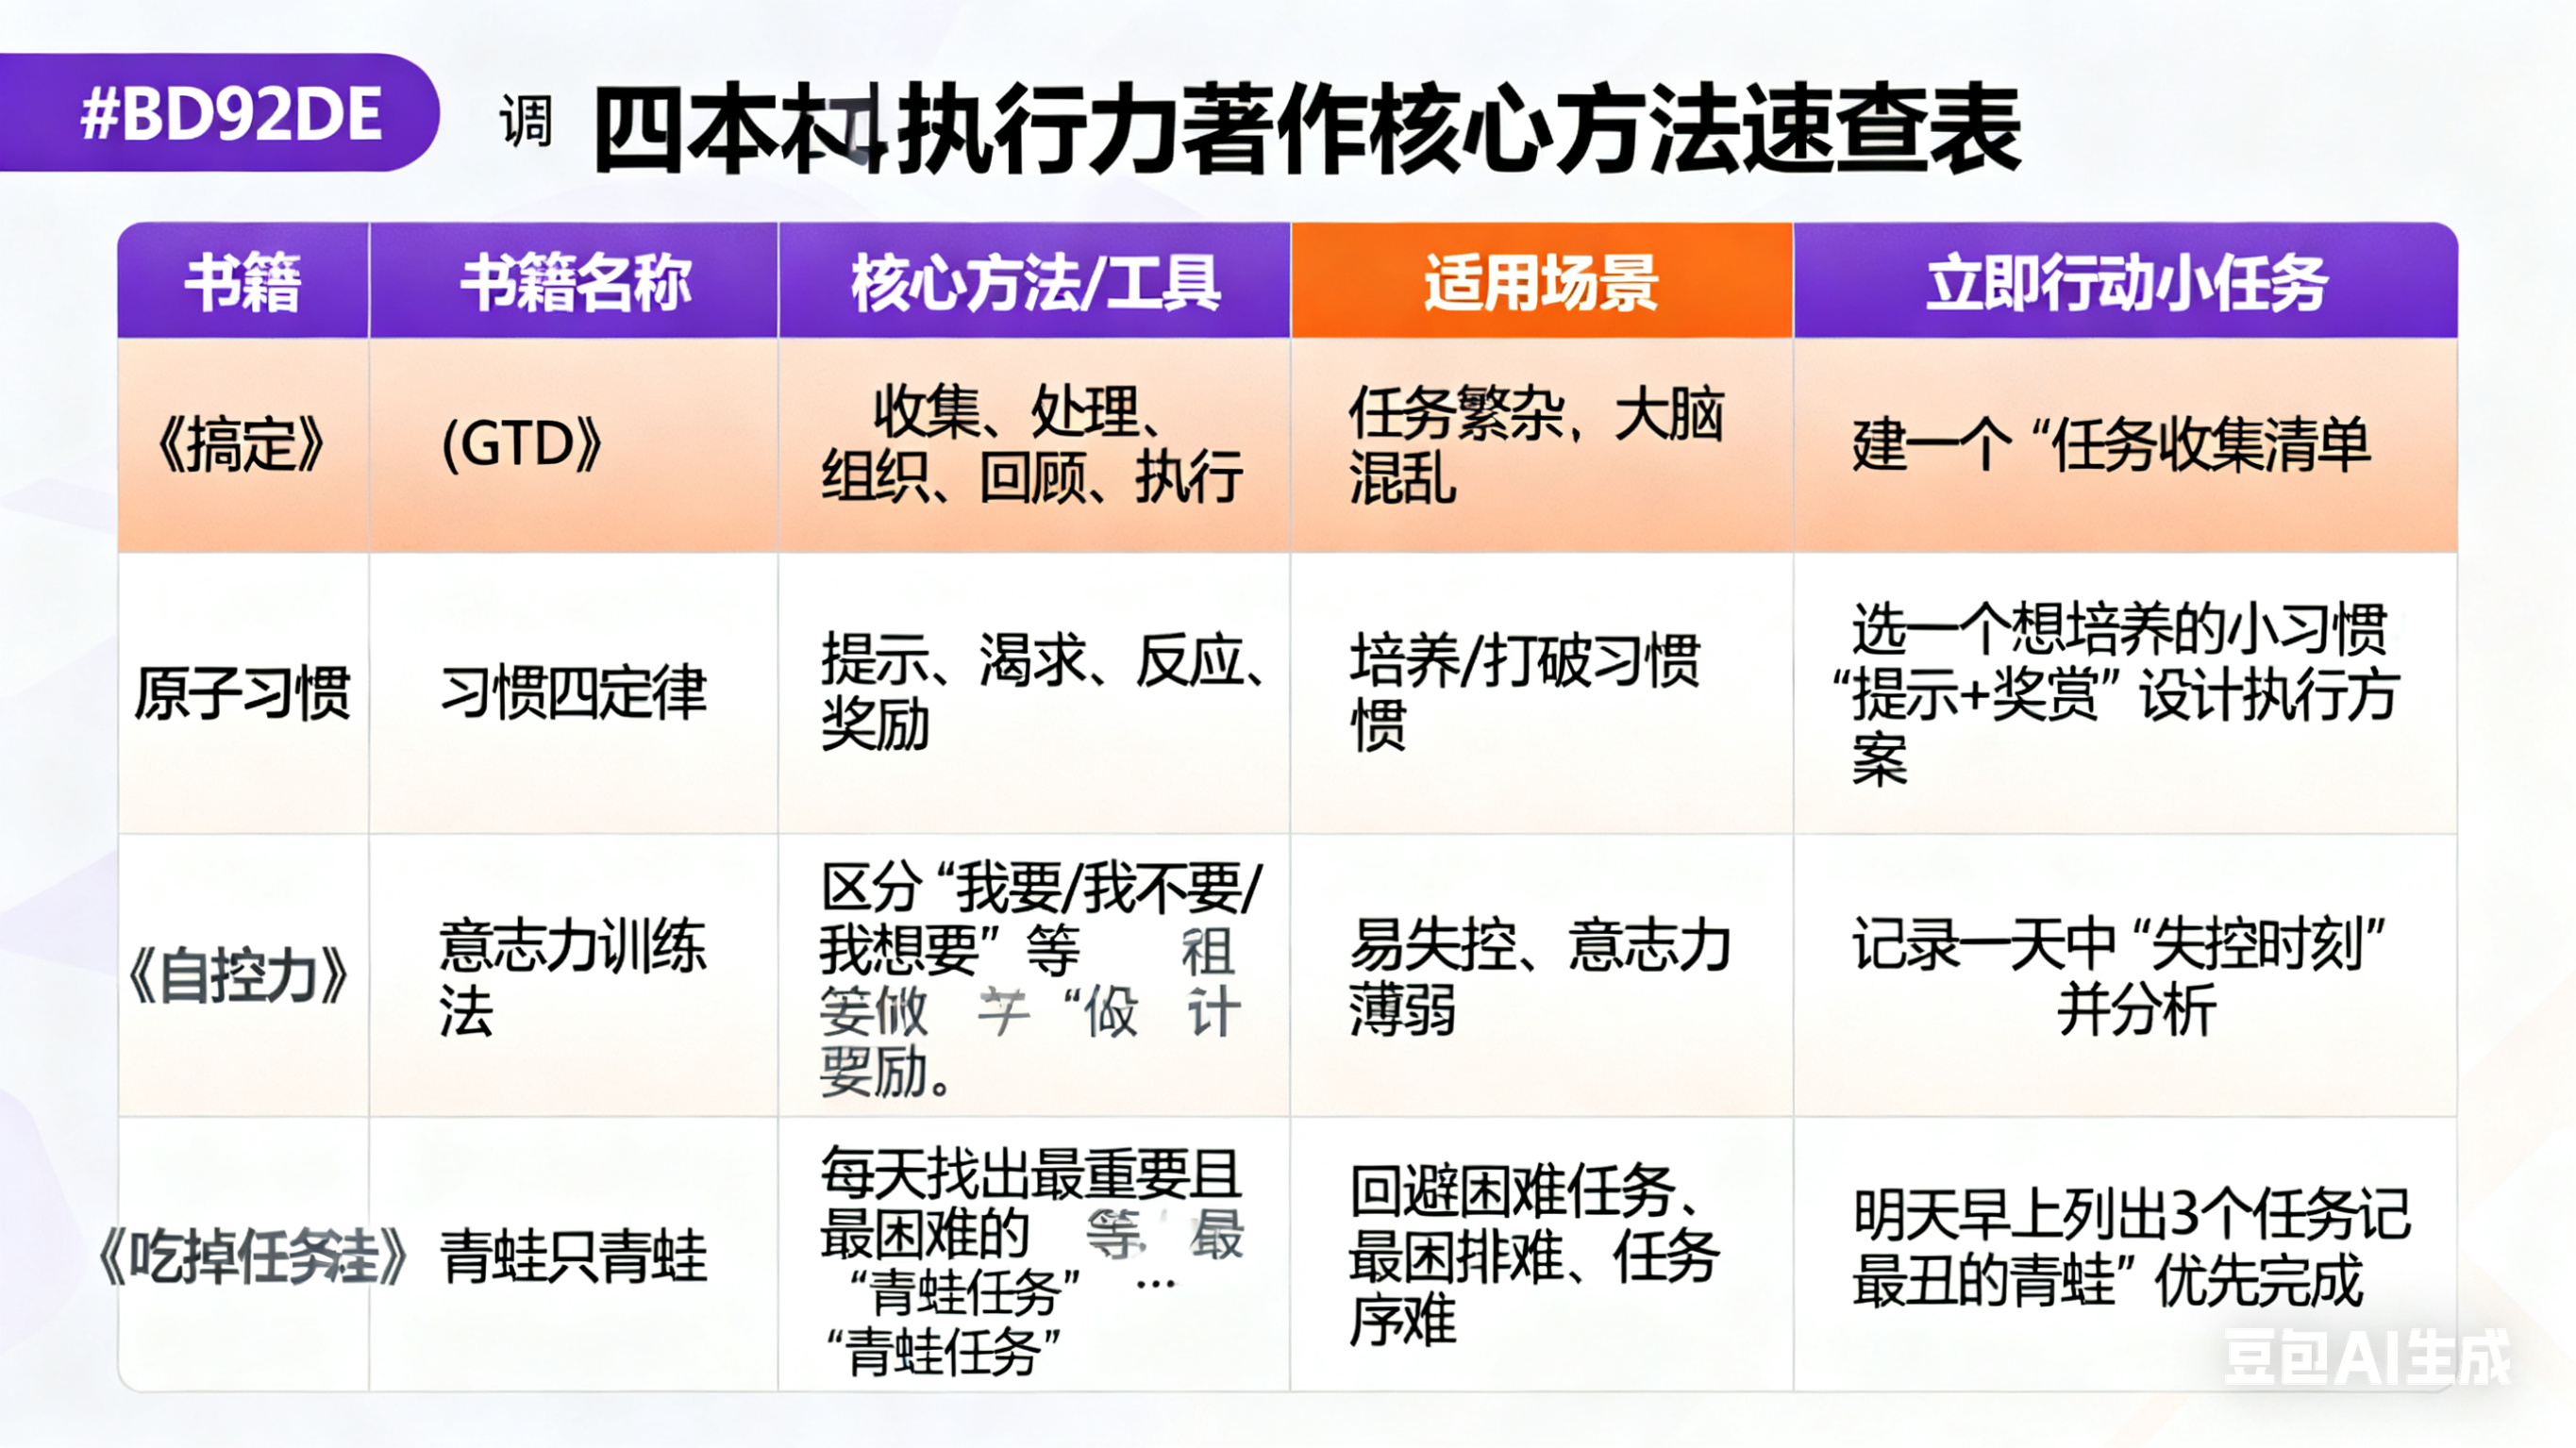 #BD92DE
调 四本 执行力著作核心方法速查表
书籍 书籍名称 核心方法/工具 适用场景 立即行动小任务
《搞定》
(GTD》
收集、处理、
组织、回顾、执行
任务繁杂，大脑
混乱
建一个“任务收集清单
原子习惯
习惯四定律
提示、渴求、反应、
奖励
培养/打破习惯
惯
选一个想培养的小习惯
“提示+奖赏”设计执行方
案
《自控力》
意志力训练
法
区分“我要/我不要/
我想要”等 祖
计
要励。
易失控、意志力
薄弱
记录一天中“失控时刻”
并分析
《吃掉任务
青蛙只青蛙
每天找出最重要且
最困难的 等 最
“青蛙任务” …
“青蛙任务”
回避困难任务、
最困排难、任务
序难
明天早上列出3个任务记
最丑的青蛙”优先完成
豆包AI生成